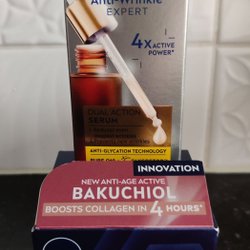 Anti-Wrinkle
EXPERT
4X ACTIVE
POWER*
DUAL ACTION
SERUM
ANTI-GLYCATION TECHNOLOGY
INNOVATION
NEW ANTI-AGE ACTIVE
BAKUCHIOL
BOOSTS COLLAGEN IN 4 HOURS*